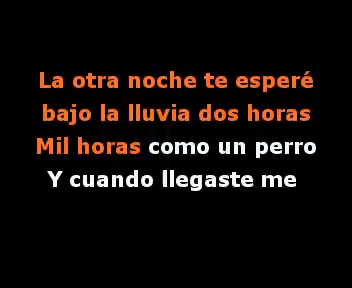 La otra noche te esperé
bajo la lluvia dos horas
Mil horas como un perro
Y cuando llegaste me